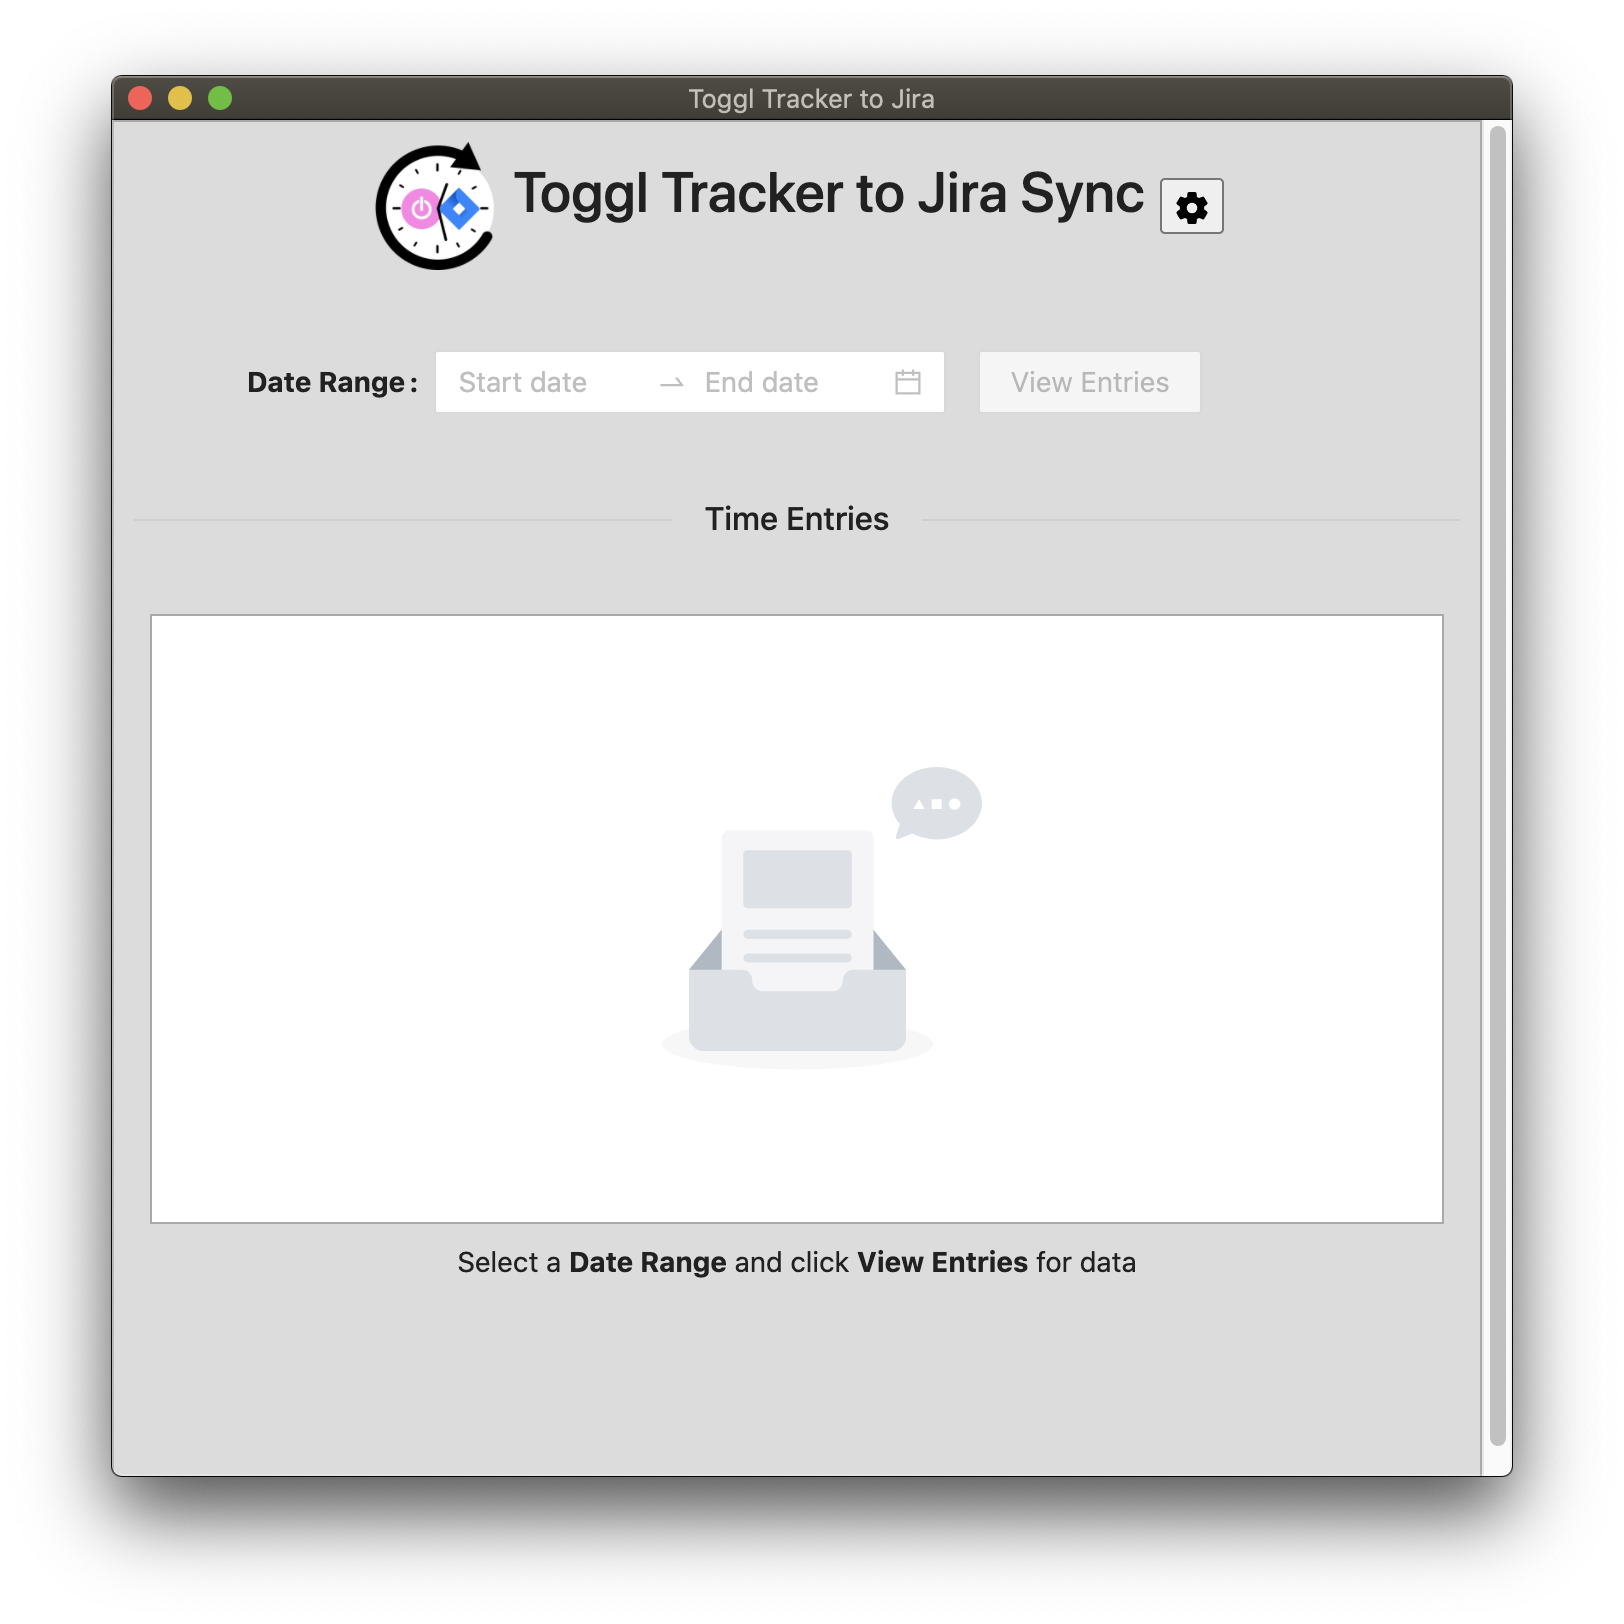 Toggl Tracker to Jira
Toggl Tracker to Jira Sync
Date Range: Start date End date View Entries
Time Entries
Select a Date Range and click View Entries for data